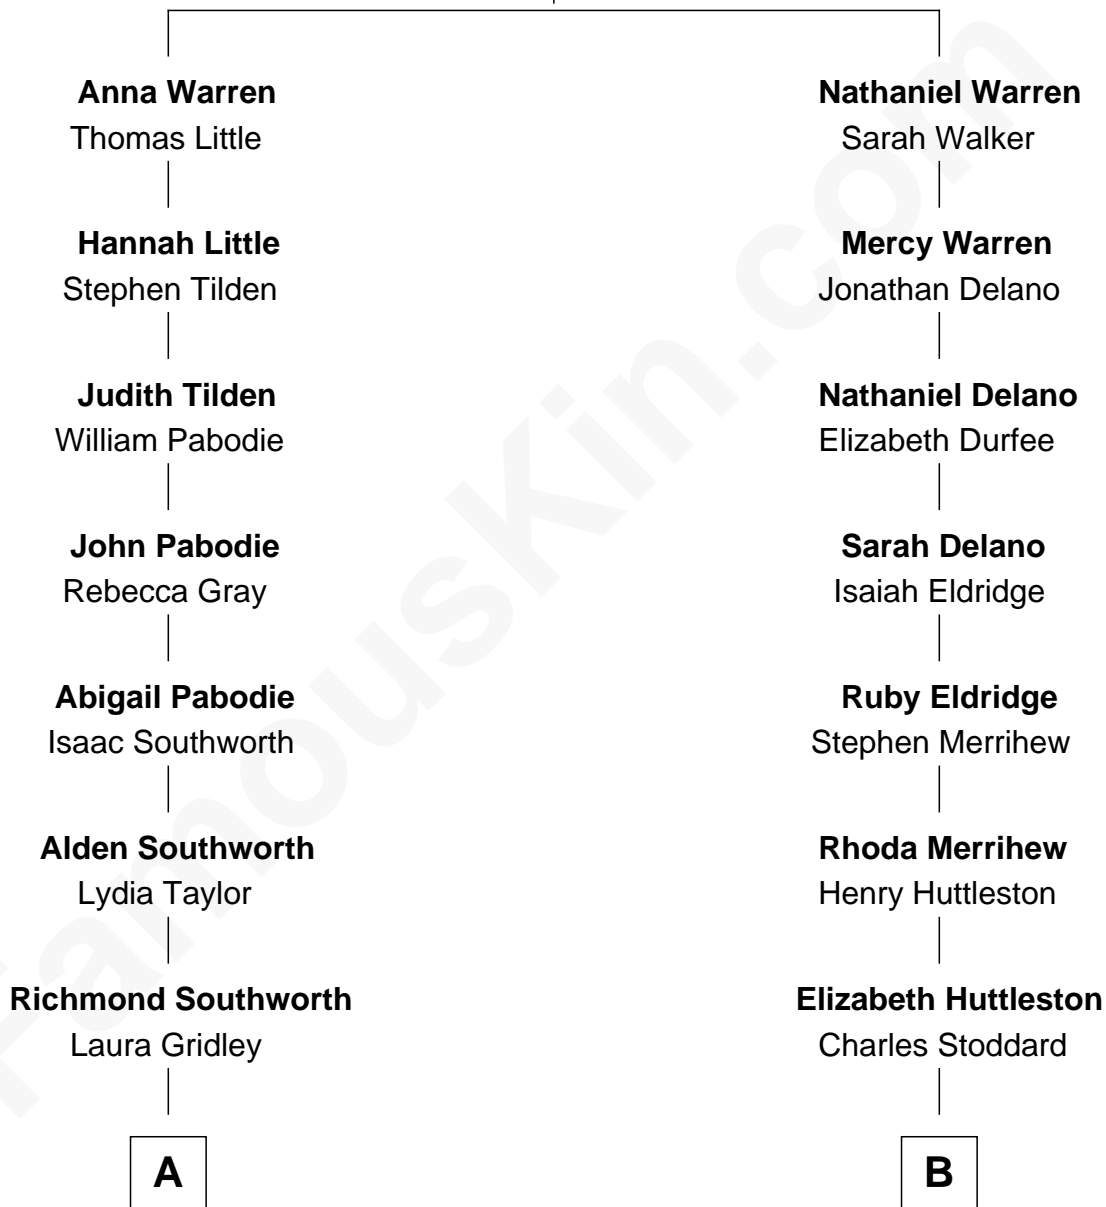 Anna Warren
Thomas Little
Hannah Little
Stephen Tilden
Judith Tilden
William Pabodie
John Pabodie
Rebecca Gray
Abigail Pabodie
Isaac Southworth
Alden Southworth
Lydia Taylor
Richmond Southworth
Laura Gridley
A
Nathaniel Warren
Sarah Walker
Mercy Warren
Jonathan Delano
Nathaniel Delano
Elizabeth Durfee
Sarah Delano
Isaiah Eldridge
Ruby Eldridge
Stephen Merrihew
Rhoda Merrihew
Henry Huttleston
Elizabeth Huttleston
Charles Stoddard
B
FamousKin.com